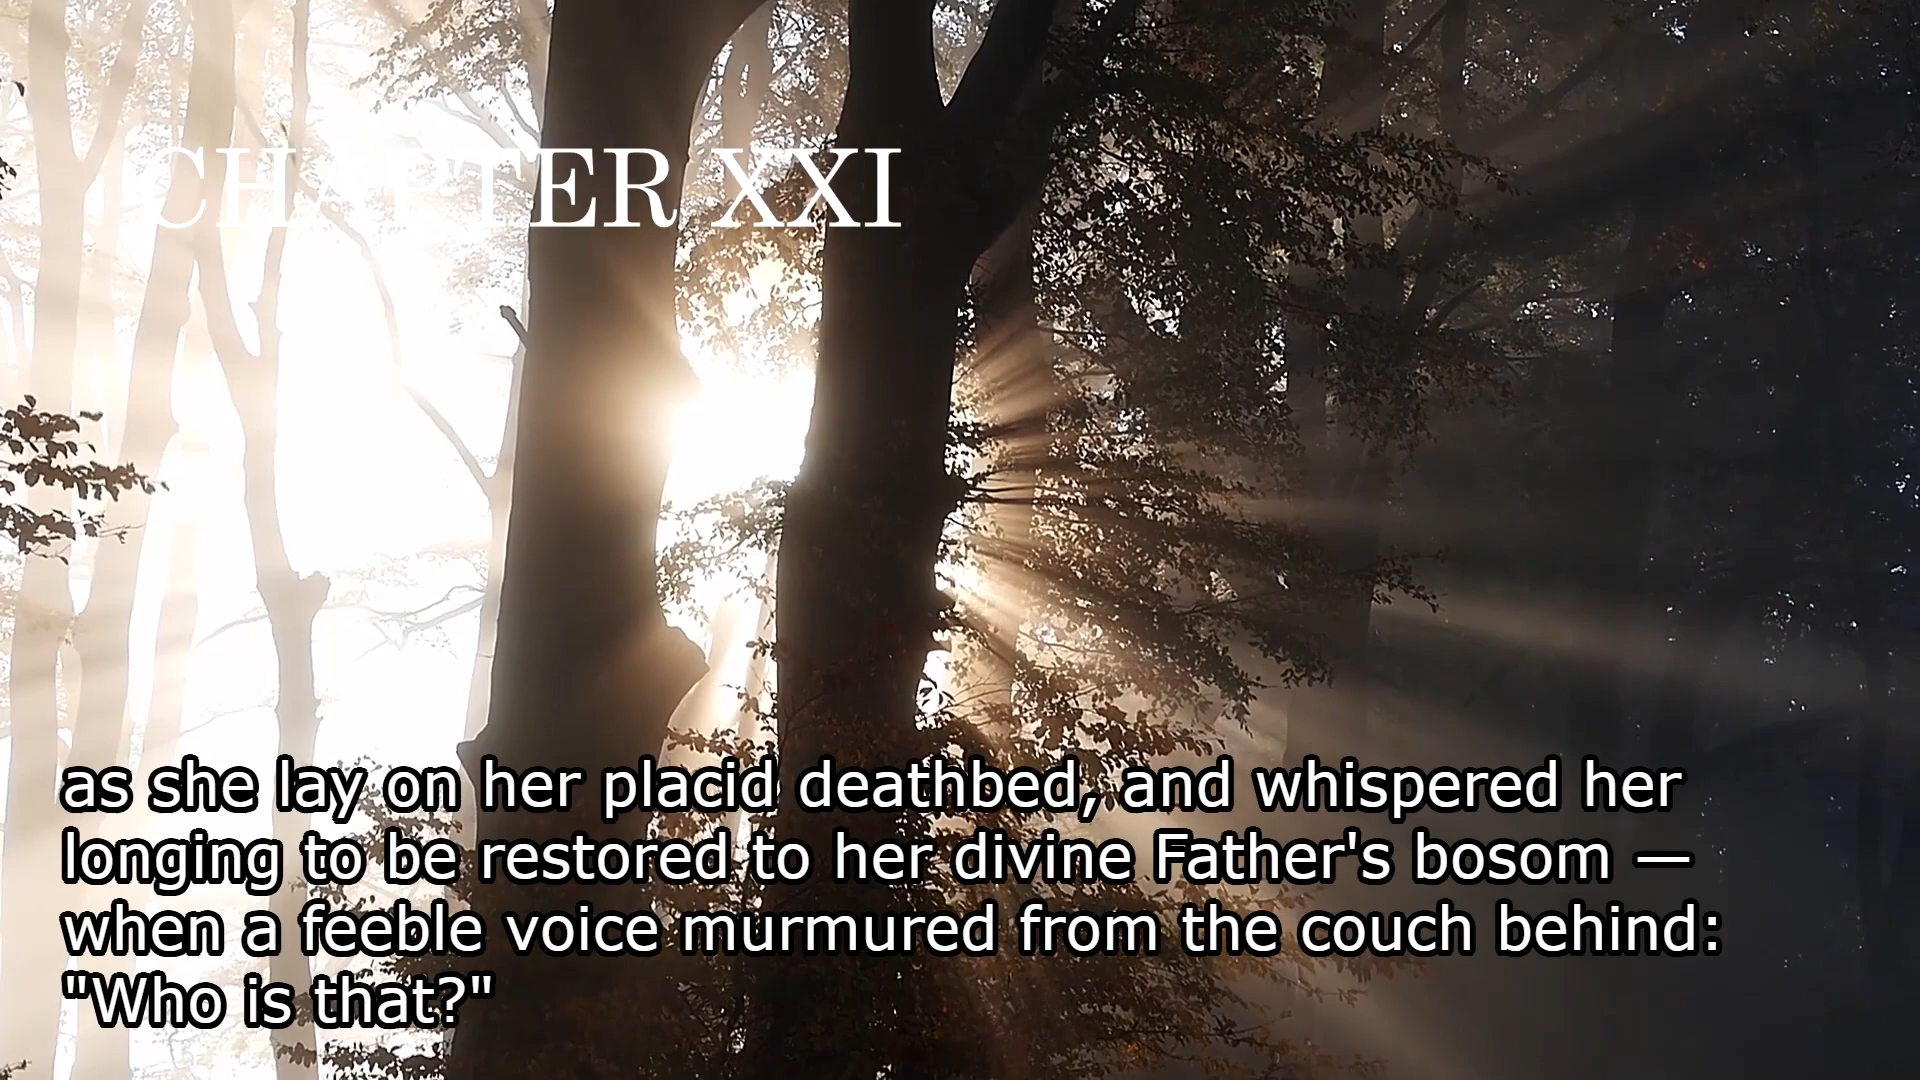 CHAPTER XXI
as she lay on her placid deathbed, and whispered her
longing to be restored to her divine Father's bosom —
when a feeble voice murmured from the couch behind:
"Who is that?"